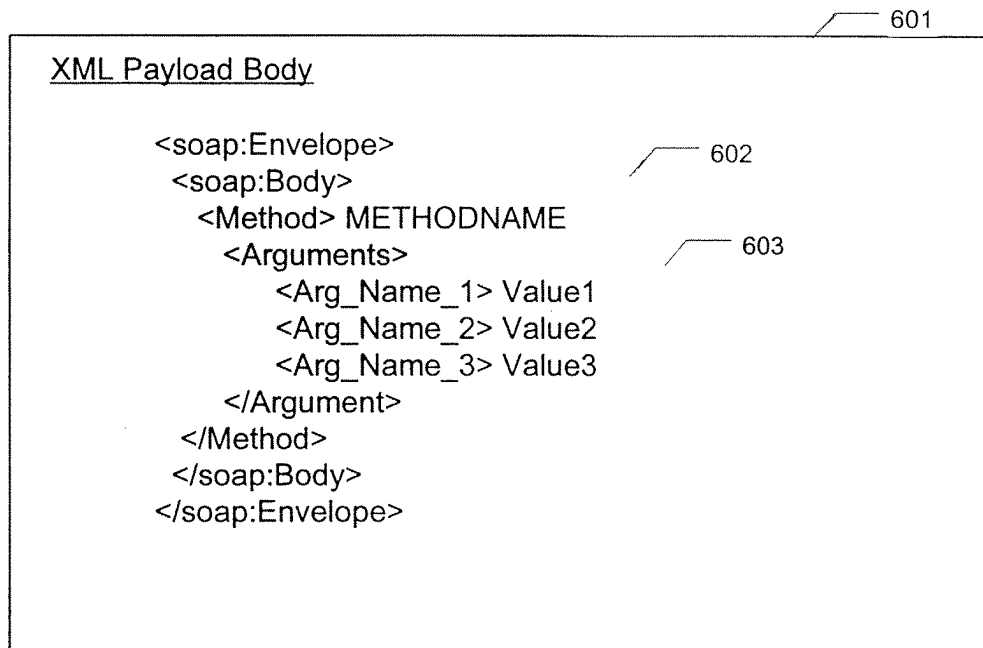 601
XML Payload Body
<soap:Envelope>
602
<soap:Body>
<Method> METHODNAME
603
<Arguments>
<Arg_Name_1> Value1
<Arg_Name_2> Value2
<Arg_Name_3> Value3
</Argument>
</Method>
</soap:Body>
</soap:Envelope>